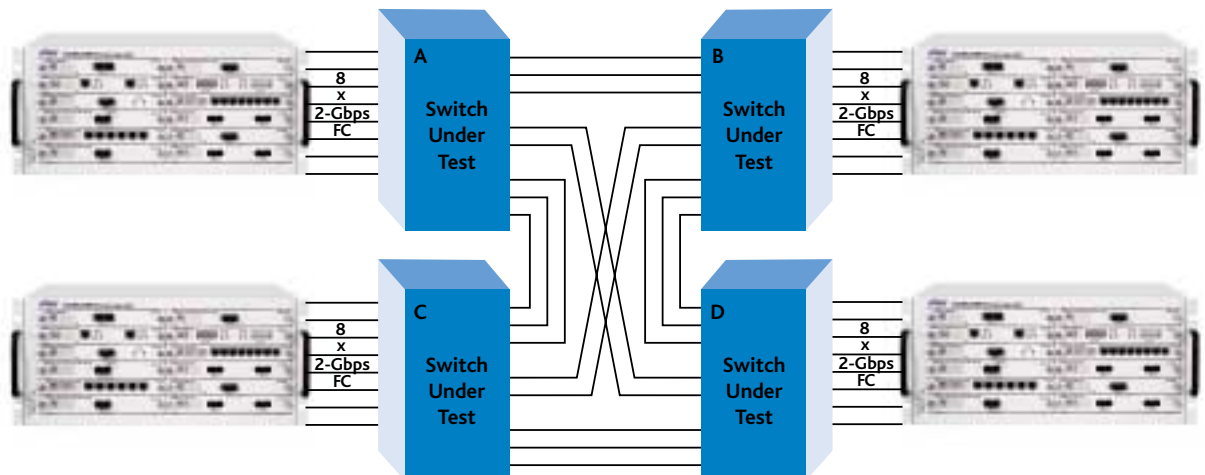 A
Switch
Under
Test
B
Switch
Under
Test
8
x
2-Gbps
FC
8
x
2-Gbps
FC
C
Switch
Under
Test
D
Switch
Under
Test
8
x
2-Gbps
FC
8
x
2-Gbps
FC